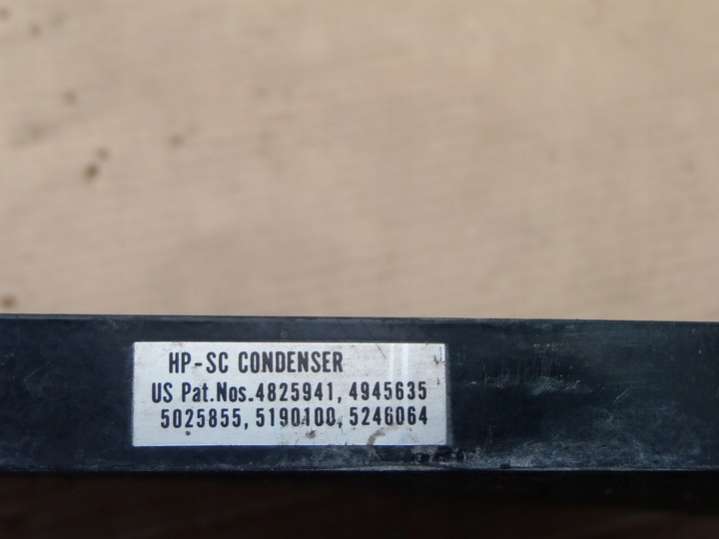 HP-SC CONDENSER
US Pat.Nos.4825941, 4945635
5025855, 5190100, 5246064